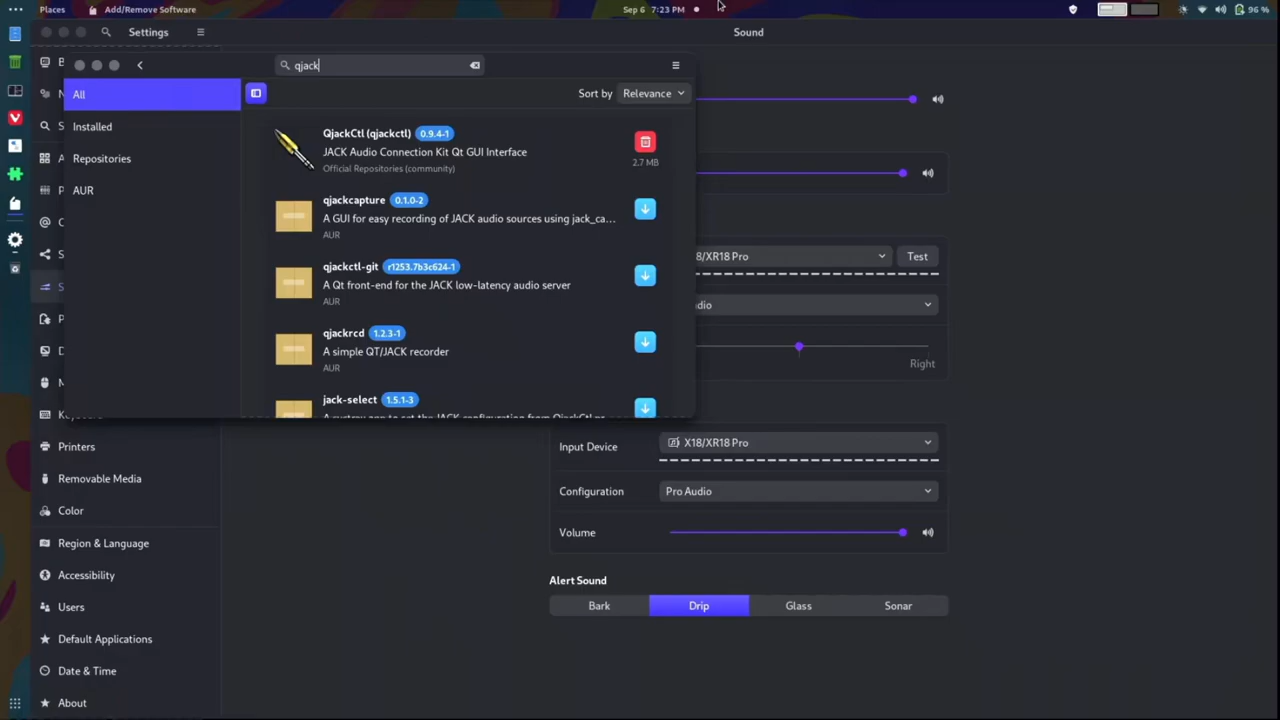 Places
Add/Remove Software
Sep 6 7:23 PM
96 %
Settings
Sound
qjack
All
Installed
Repositories
AUR
Sort by Relevance
QjackCtl (qjackctl) 0.9.4-1
JACK Audio Connection Kit Qt GUI Interface
Official Repositories (community)
2.7 MB
qjackcapture 0.1.0-2
A GUI for easy recording of JACK audio sources using jack_ca...
AUR
qjackctl-git r1253.7b3c624-1
A Qt front-end for the JACK low-latency audio server
AUR
qjackrcd 1.2.3-1
A simple QT/JACK recorder
AUR
jack-select 1.5.1-3
8/XR18 Pro
Test
dio
Right
Printers
Removable Media
Color
Region & Language
Accessibility
Users
Default Applications
Date & Time
About
Input Device
X18/XR18 Pro
Configuration
Pro Audio
Volume
Alert Sound
Bark
Drip
Glass
Sonar